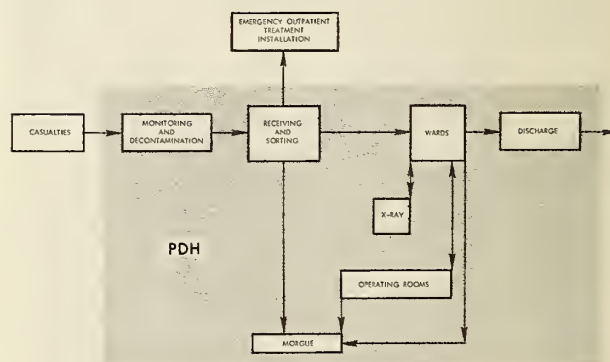 EMERGENCY OUTPATIENT
TREATMENT
INSTALLATION
CASUALTIES
MONITORING
AND
DECONTAMINATION
RECEIVING
AND
SORTING
WARDS
DISCHARGE
X-RAY
PDH
OPERATING ROOMS
MORGUE